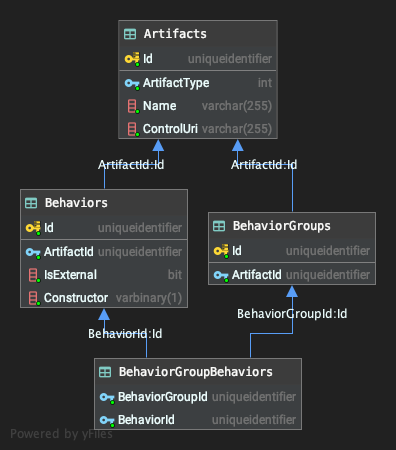 Artifacts
Id uniqueidentifier
ArtifactType int
Name varchar(255)
ControlUri varchar(255)
ArtifactId:Id ArtifactId:Id
Behaviors
Id uniqueidentifier
ArtifactId uniqueidentifier
IsExternal bit
Constructor varbinary(1)
BehaviorGroups
Id uniqueidentifier
ArtifactId uniqueidentifier
BehaviorGroupId:Id
BehaviorId:Id
BehaviorGroupBehaviors
BehaviorGroupId uniqueidentifier
BehaviorId uniqueidentifier
Powered by yFiles